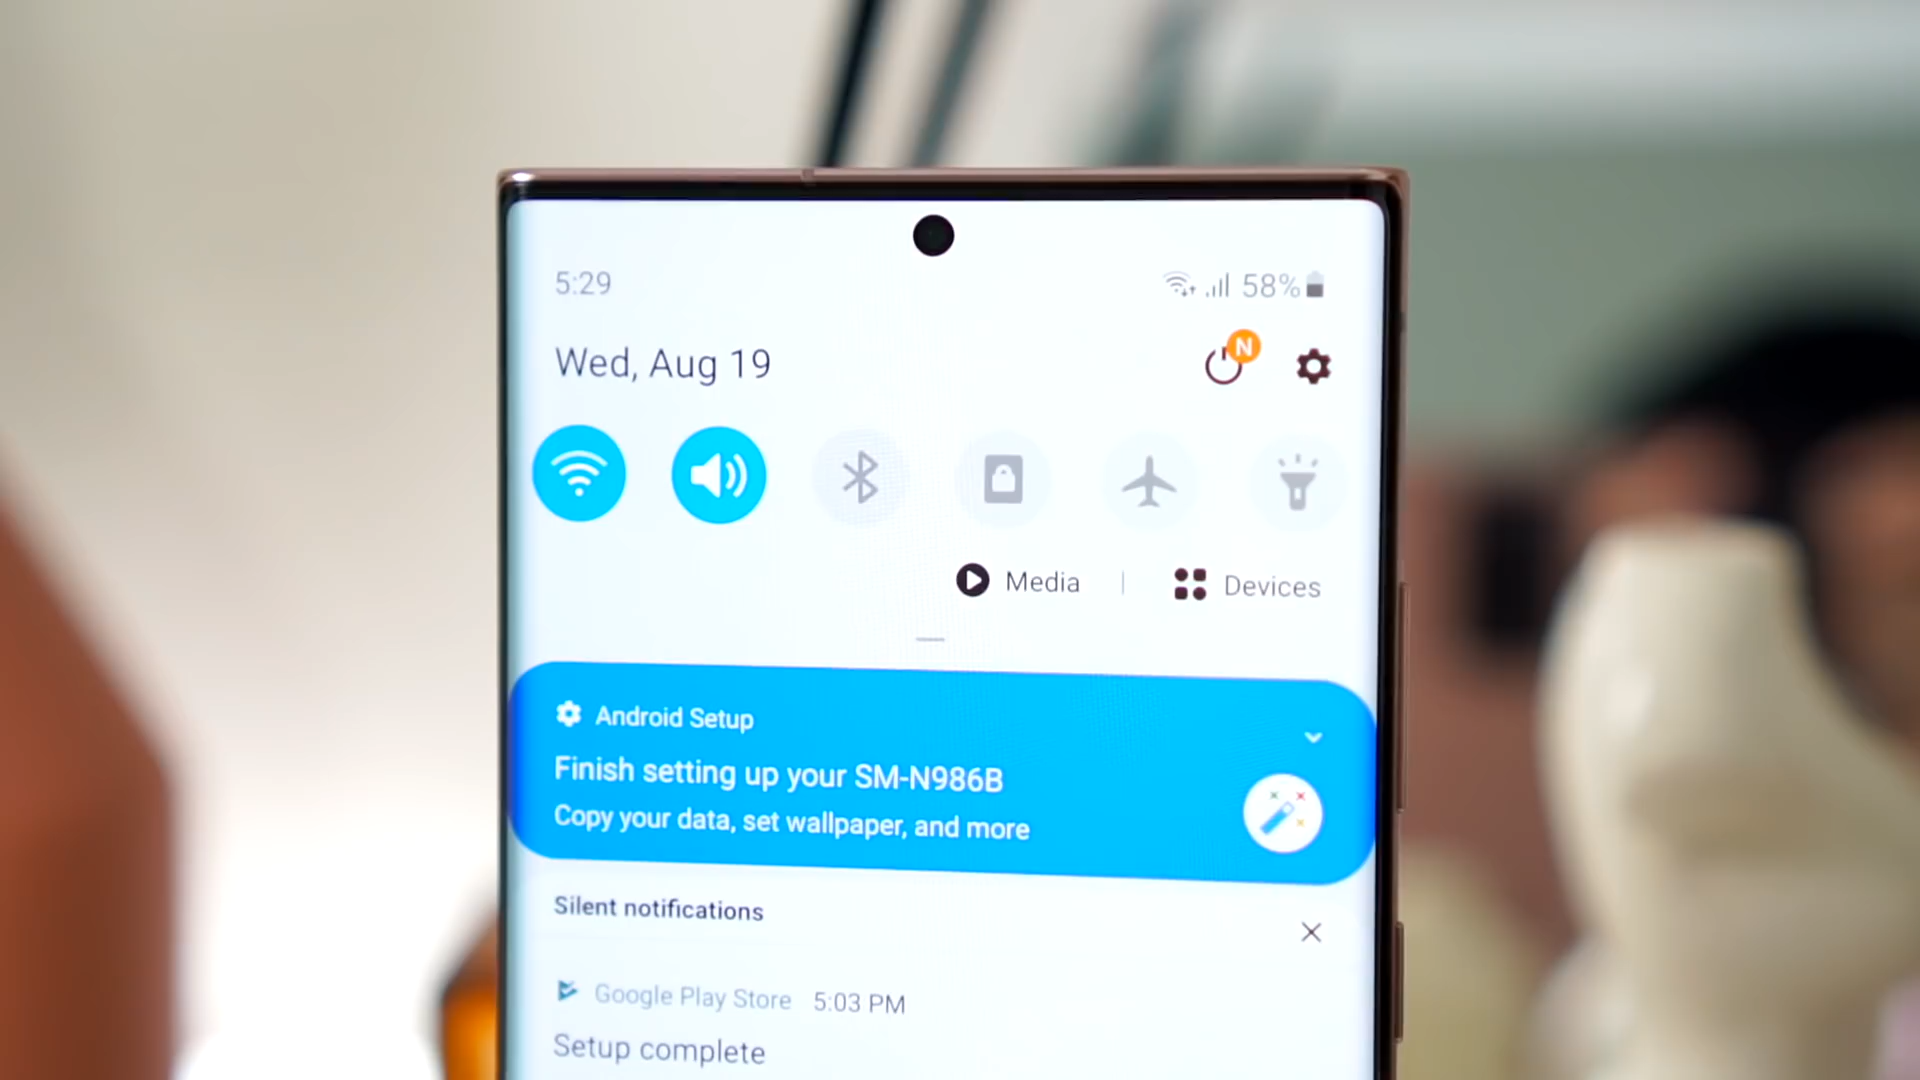 5:29
58%
Wed, Aug 19
N
Media | Devices
Android Setup
Finish setting up your SM-N986B
Copy your data, set wallpaper, and more
Silent notifications
Google Play Store 5:03 PM
Setup complete